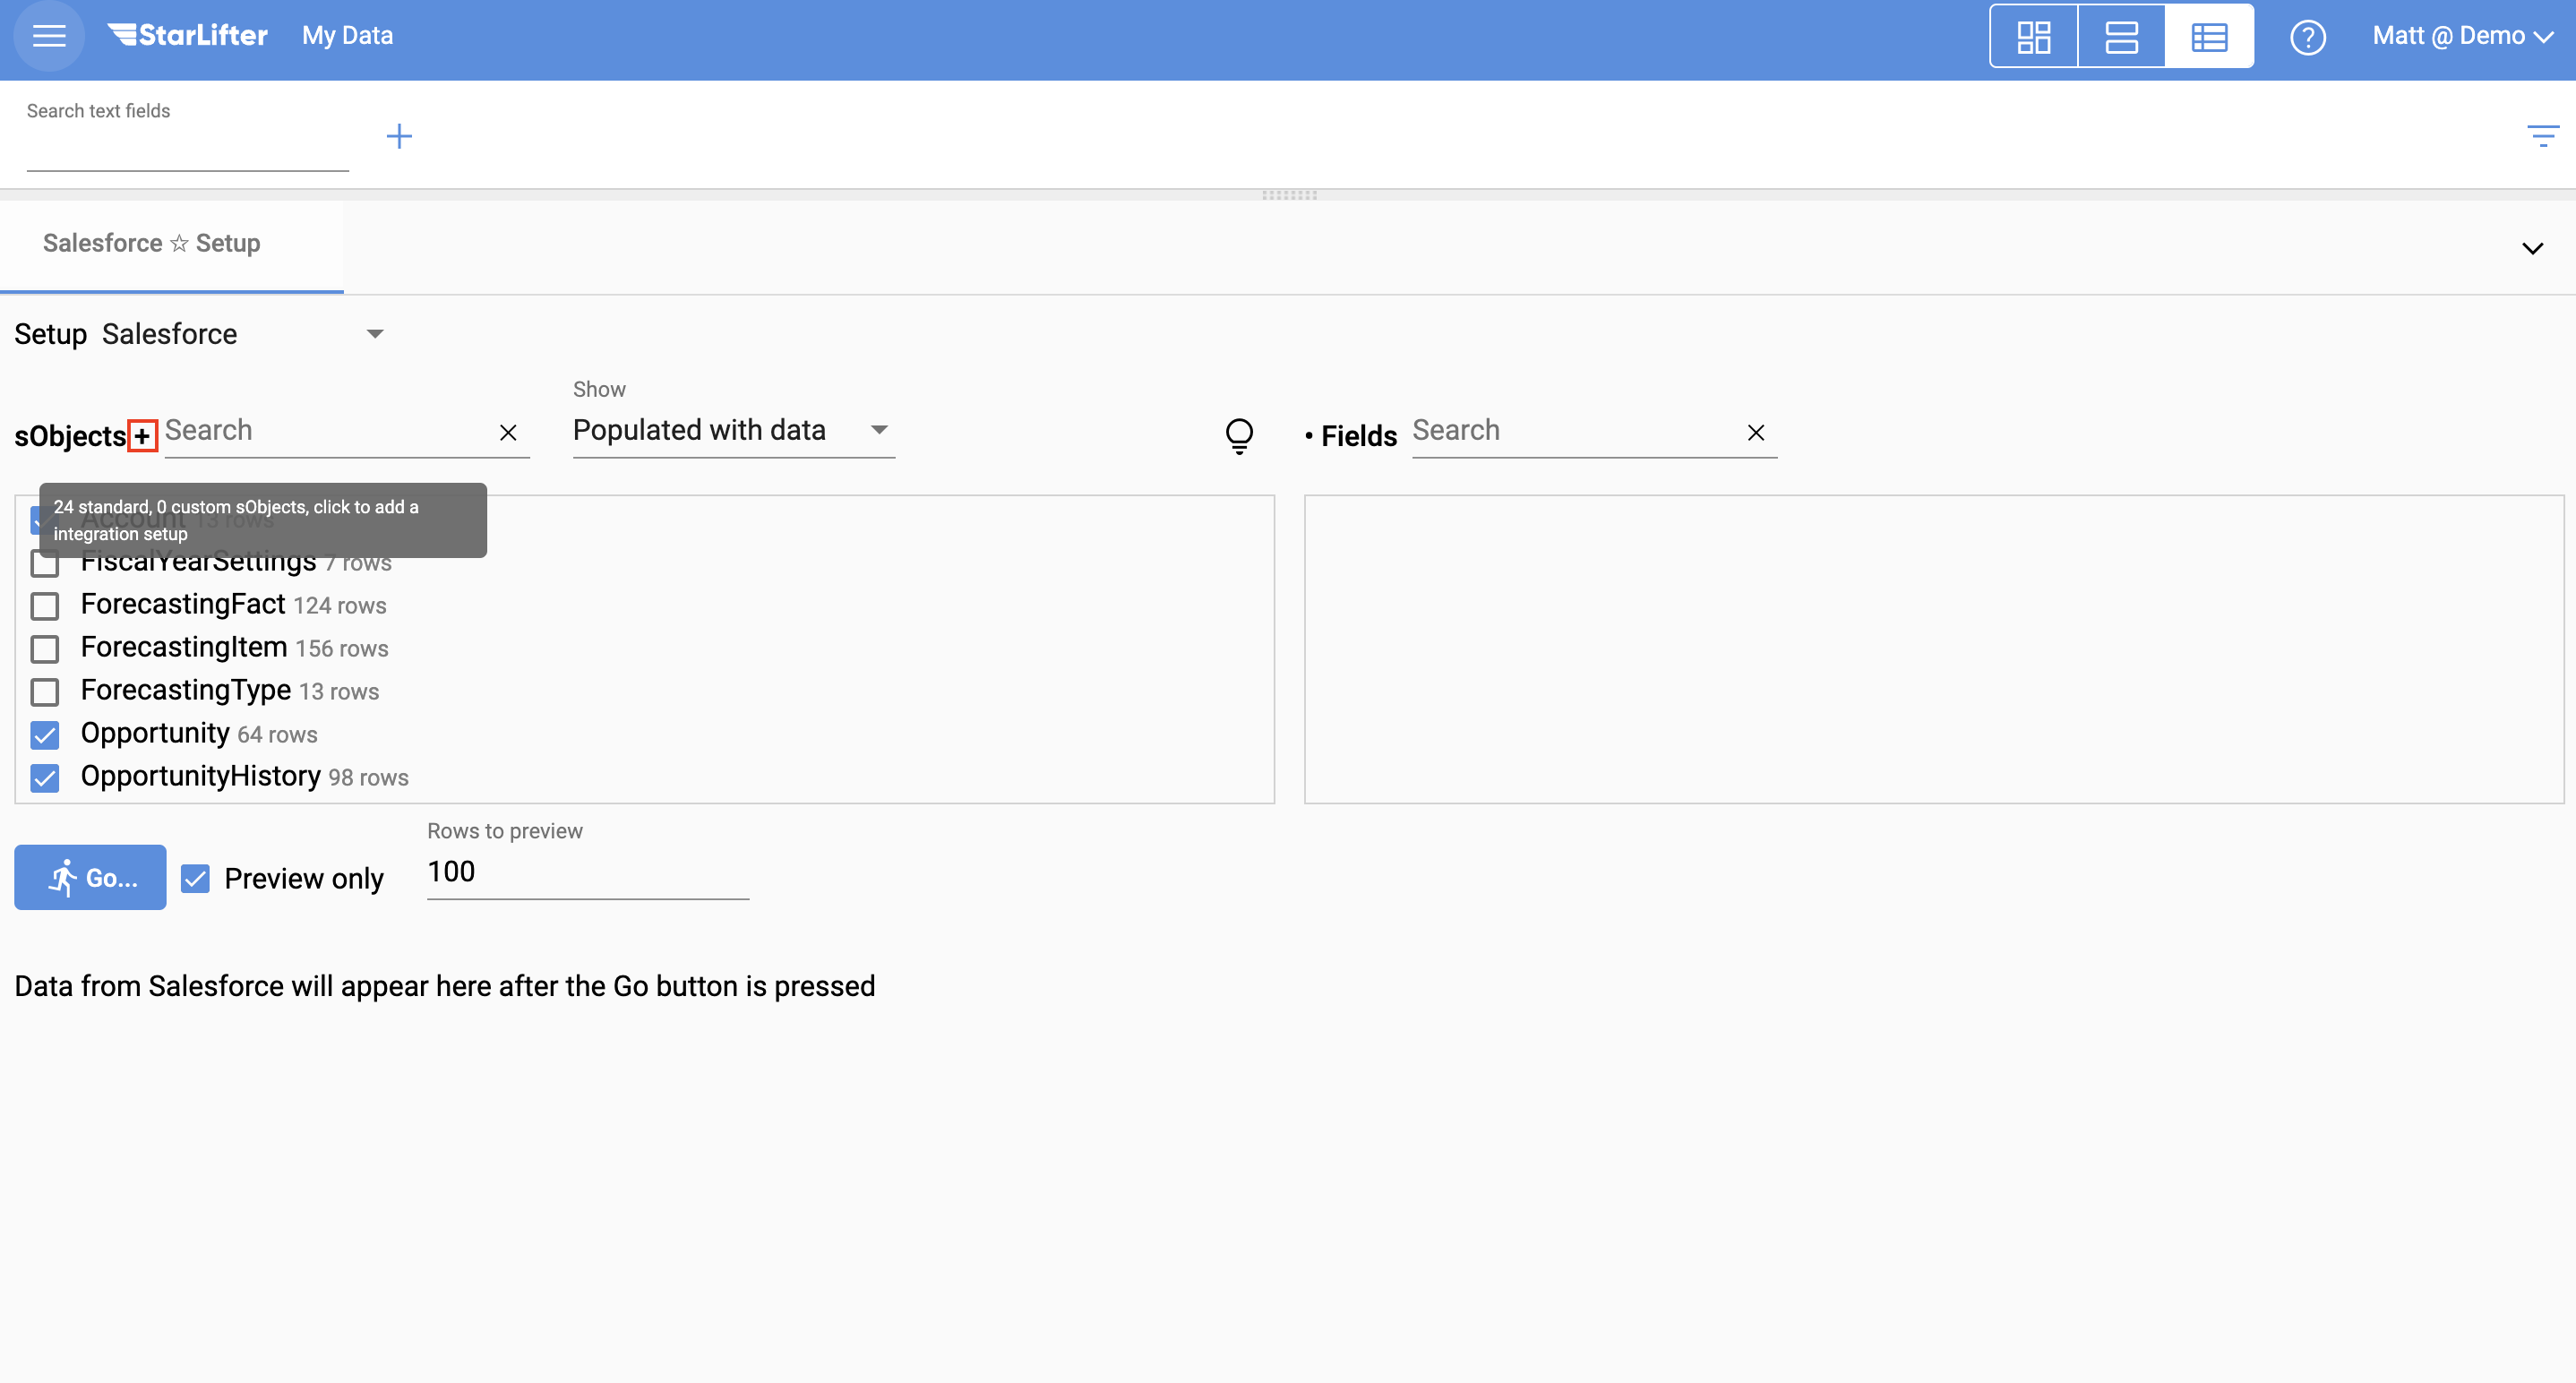 StarLifter My Data Matt @ Demo
Search text fields
Salesforce ☆ Setup
Setup Salesforce
Show
sObjects + Search Populated with data • Fields Search
24 standard, 0 custom sObjects, click to add a
integration setup
Account 13 rows
FiscalYearSettings 7 rows
ForecastingFact 124 rows
ForecastingItem 156 rows
ForecastingType 13 rows
Opportunity 64 rows
OpportunityHistory 98 rows
Rows to preview
Go... Preview only 100
Data from Salesforce will appear here after the Go button is pressed